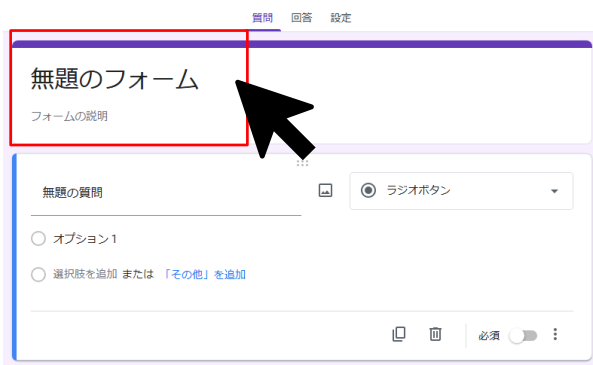 質問 回答 設定
無題のフォーム
フォームの説明
無題の質問
ラジオボタン
オプション 1
選択肢を追加 または 「その他」を追加
必須